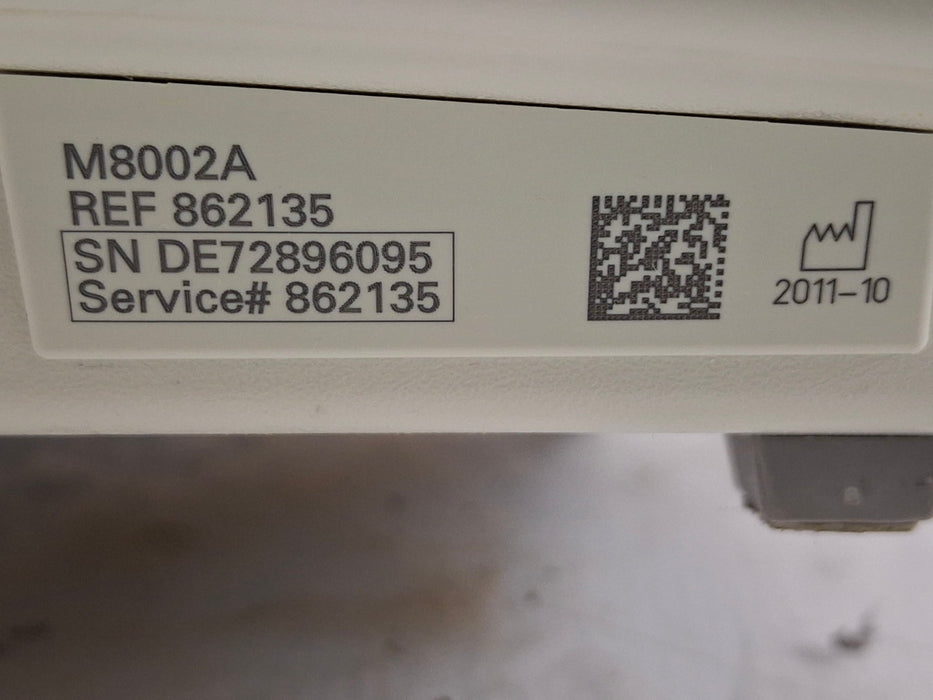 M8002A
REF 862135
SN DE72896095
Service# 862135
2011-10